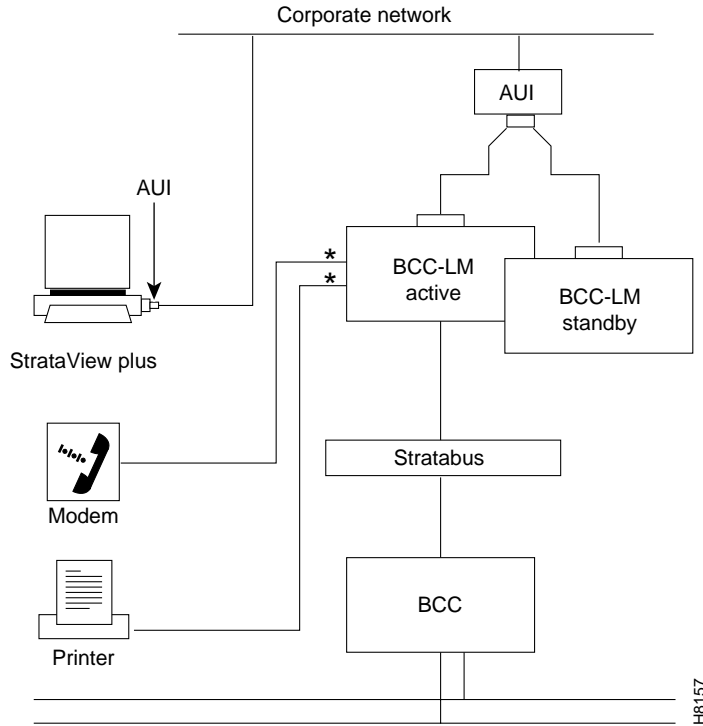 Corporate network
AUI
AUI
*
*
BCC-LM
active
BCC-LM
standby
StrataView plus
Stratabus
Modem
BCC
Printer
H8157